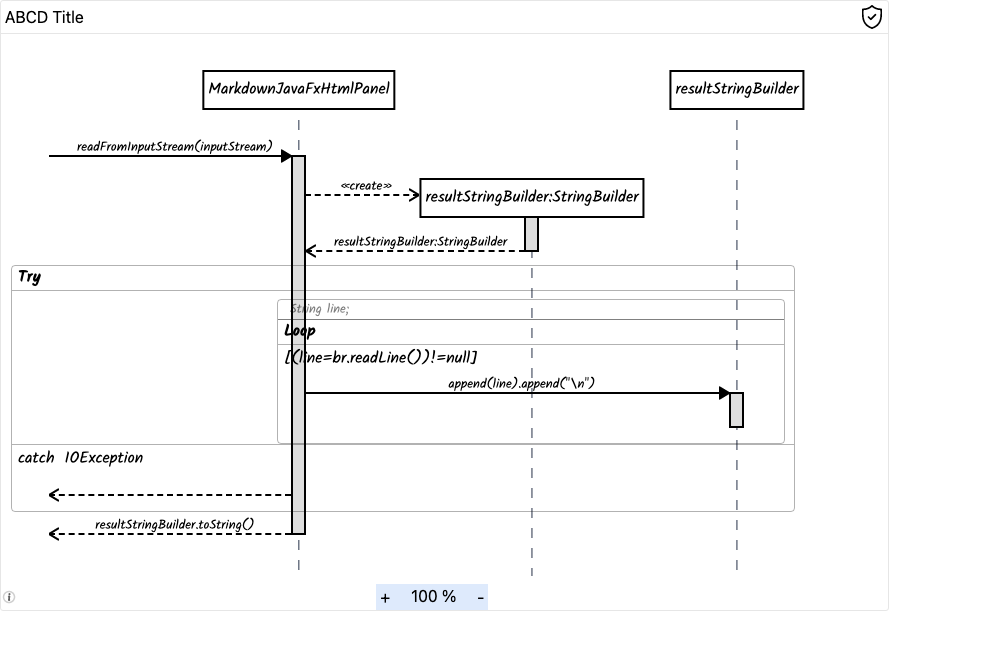 ABCD Title
MarkdownJavaFxHtmlPanel
resultStringBuilder
readFromInputStream(inputStream)
«create»
resultStringBuilder:StringBuilder
resultStringBuilder:StringBuilder
Try
String line;
Loop
[(line=br.readLine())!=null]
append(line).append("\n")
catch IOException
resultStringBuilder.toString()
+ 100 % -